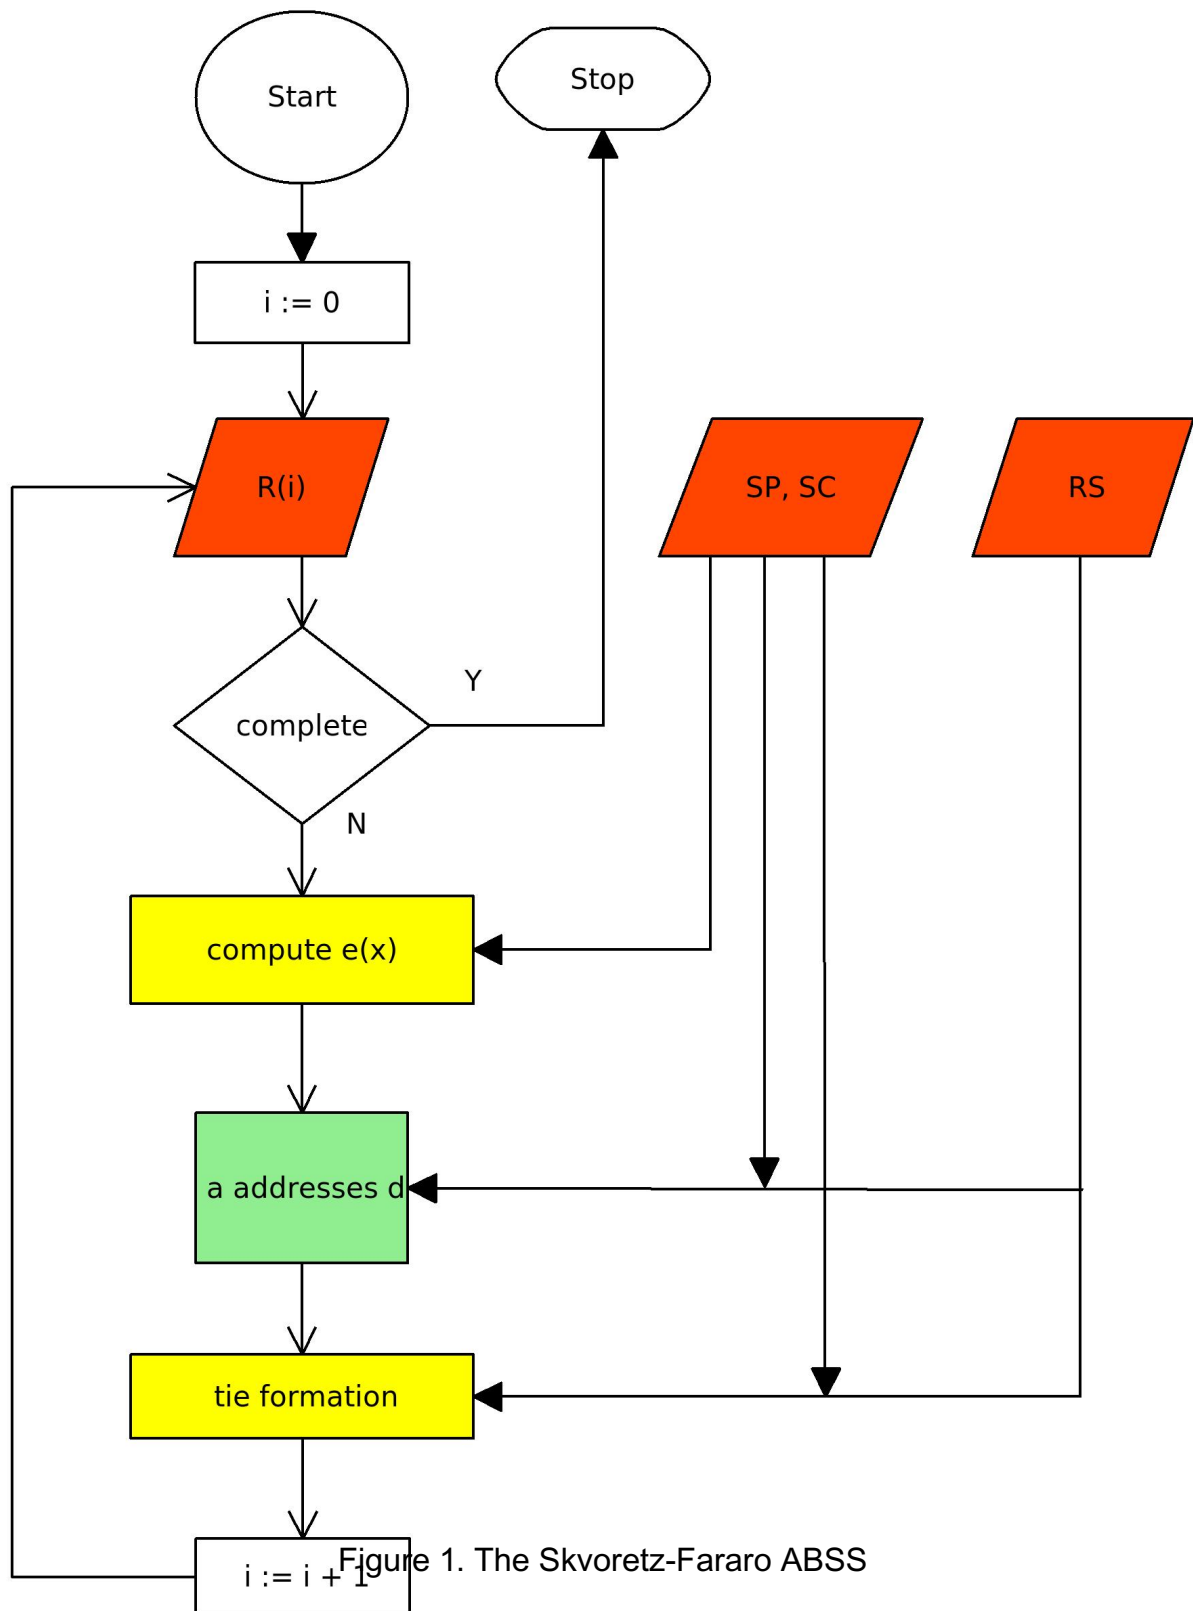 Start
Stop
i := 0
R(i)
SP, SC
RS
Y
complete
N
compute e(x)
a addresses d
tie formation
i := i + 1
Figure 1. The Skvoretz-Fararo ABSS